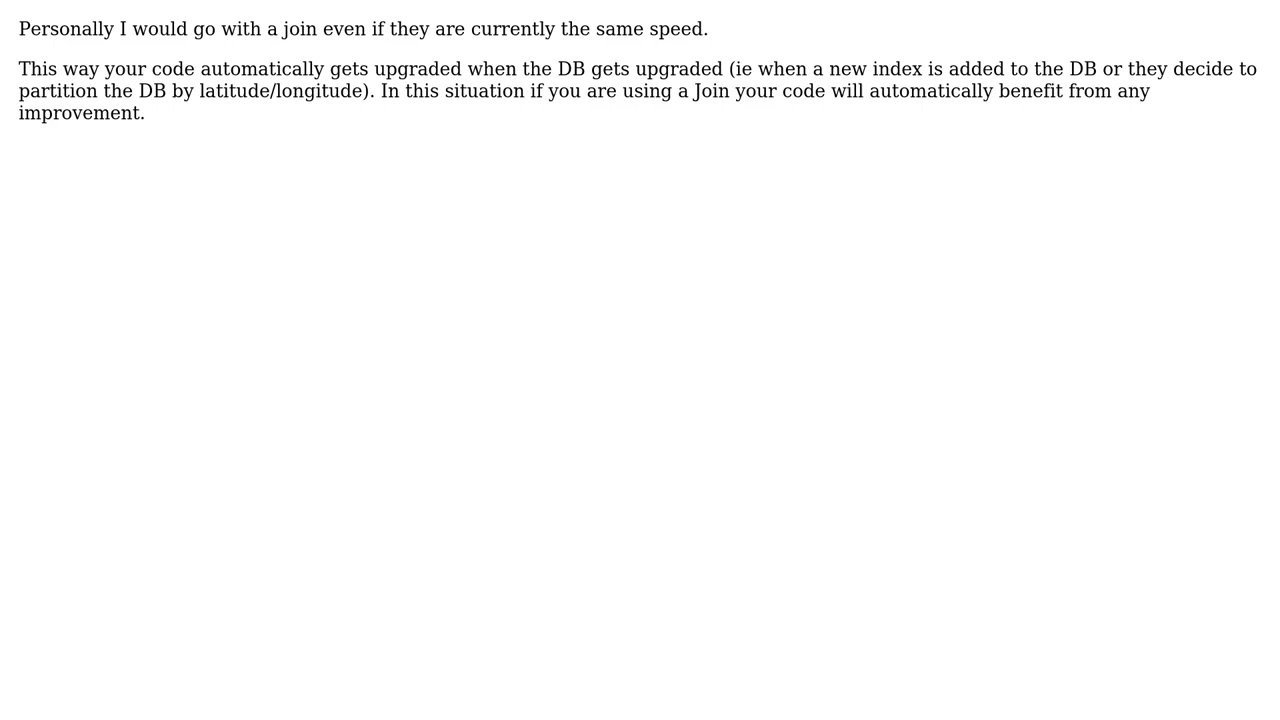 Personally I would go with a join even if they are currently the same speed.
This way your code automatically gets upgraded when the DB gets upgraded (ie when a new index is added to the DB or they decide to
partition the DB by latitude/longitude). In this situation if you are using a Join your code will automatically benefit from any
improvement.